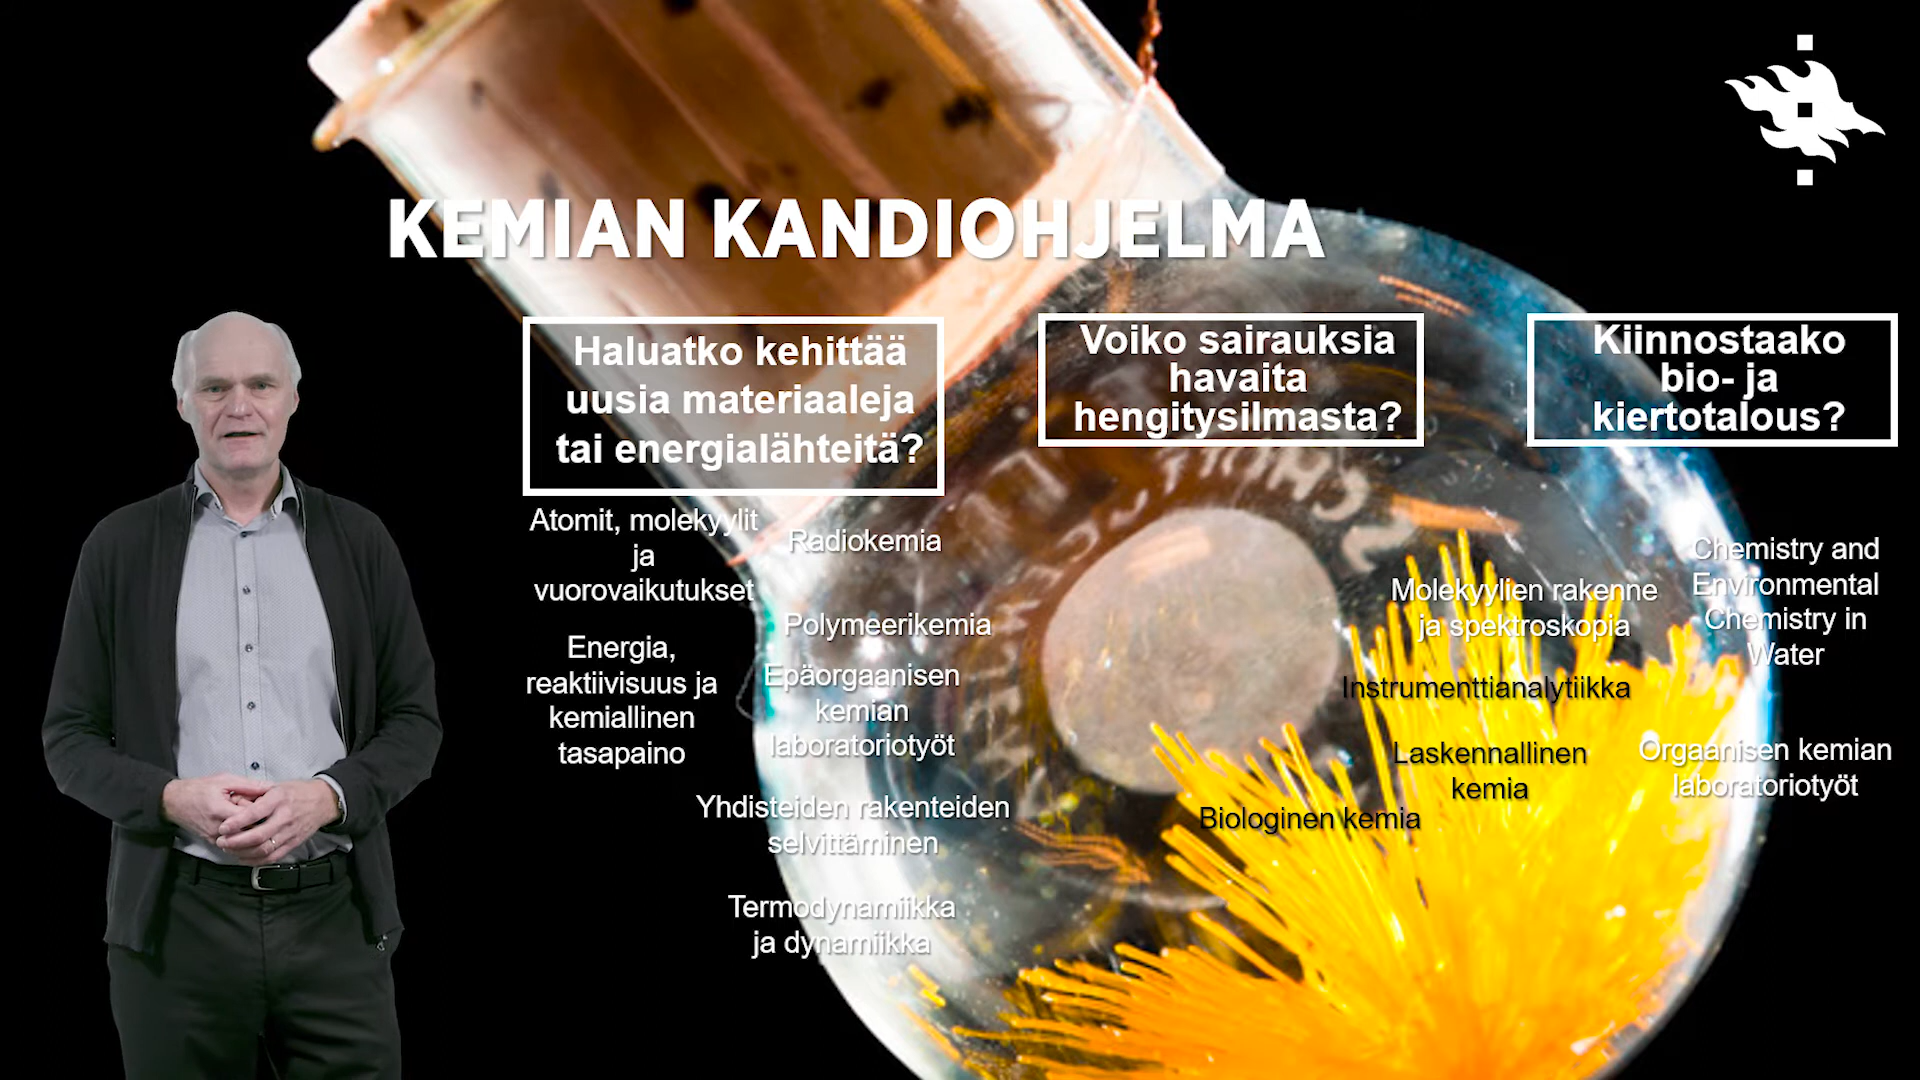 KEMIAN KANDIOHJELMA
Haluatko kehittää
uusia materiaaleja
tai energialähteitä?
Voiko sairauksia
havaita
hengitysilmasta?
Kiinnostaako
bio- ja
kiertotalous?
Atomit, molekyylit
ja
vuorovaikutukset
Energia,
reaktiivisuus ja
kemiallinen
tasapaino
Radiokemia
Polymeerikemia
Epäorgaanisen
kemian
laboratoriotyöt
Yhdisteiden rakenteiden
selvittäminen
Termodynamiikka
ja dynamiikka
Molekyylien rakenne
ja spektroskopia
Instrumenttianalytiikka
Laskennallinen
kemia
Biologinen kemia
Chemistry and
Environmental
Chemistry in
Water
Orgaanisen kemian
laboratoriotyöt